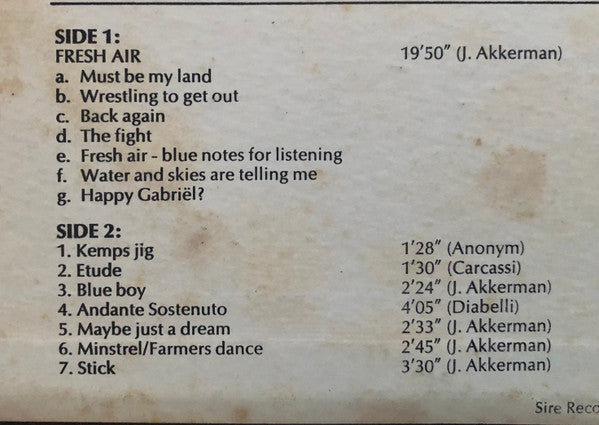 SIDE 1:
FRESH AIR 19'50" (J. Akkerman)
a. Must be my land
b. Wrestling to get out
c. Back again
d. The fight
e. Fresh air - blue notes for listening
f. Water and skies are telling me
g. Happy Gabriël?
SIDE 2:
1. Kemps jig 1'28" (Anonym)
2. Etude 1'30" (Carcassi)
3. Blue boy 2'24" (J. Akkerman)
4. Andante Sostenuto 4'05" (Diabelli)
5. Maybe just a dream 2'33" (J. Akkerman)
6. Minstrel/Farmers dance 2'45" (J. Akkerman)
7. Stick 3'30" (J. Akkerman)
Sire